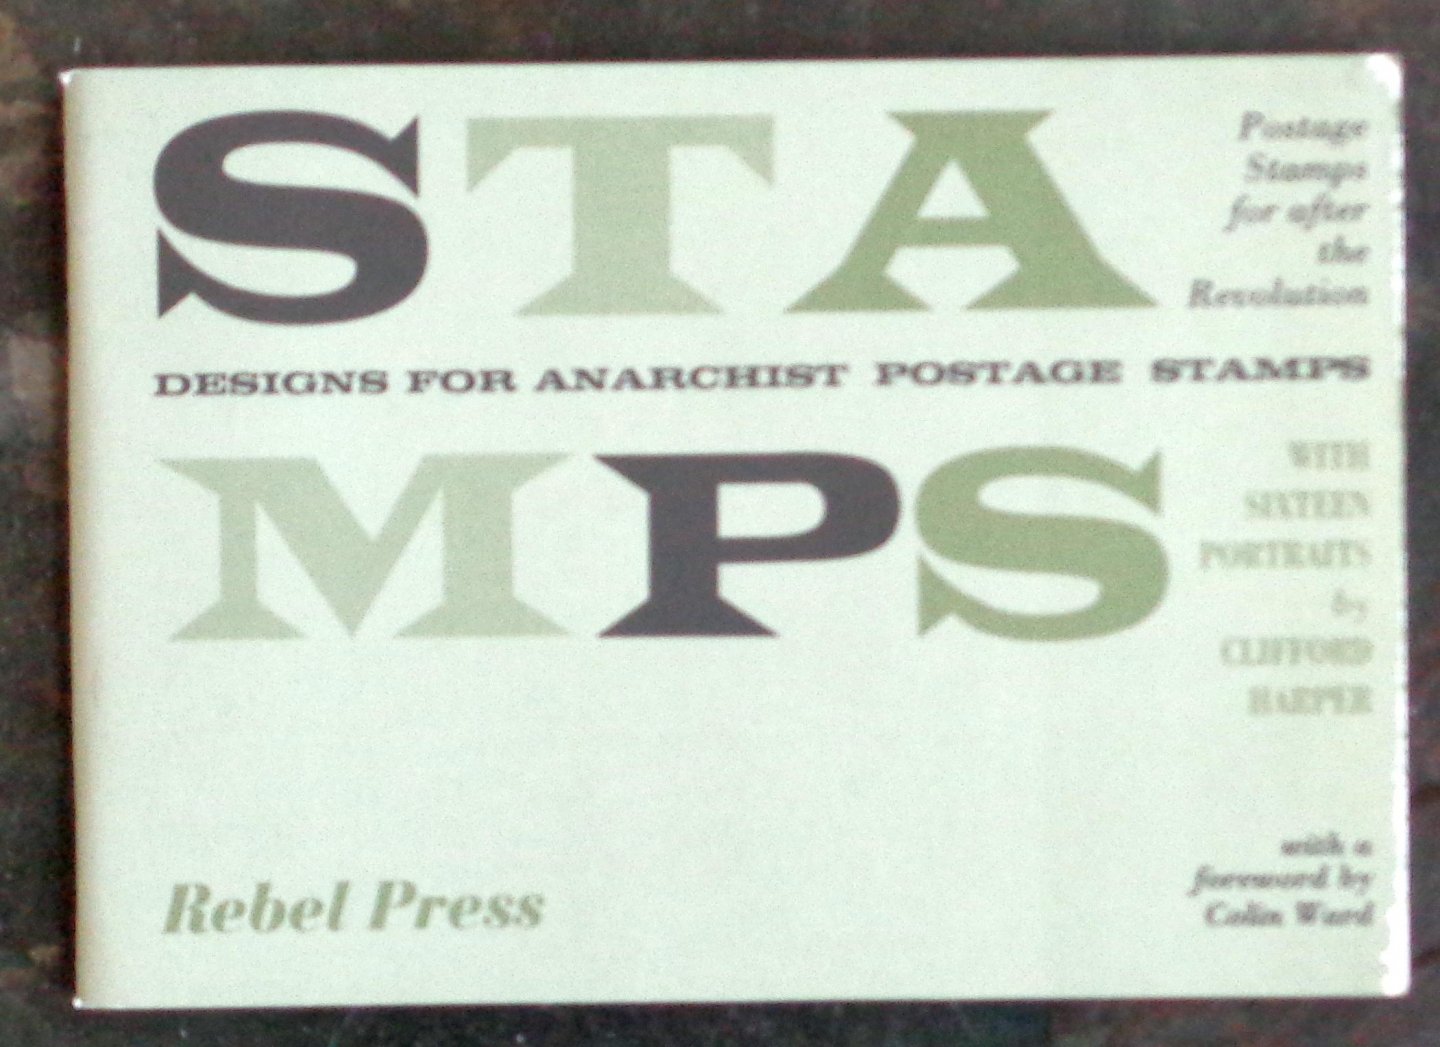 STA
Postage
Stamps
for after
the
Revolution
DESIGNS FOR ANARCHIST POSTAGE STAMPS
MPS
WITH
SIXTEEN
PORTRAITS
by
CLIFFORD
HARPER
Rebel Press
with a
foreword by
Colin Ward